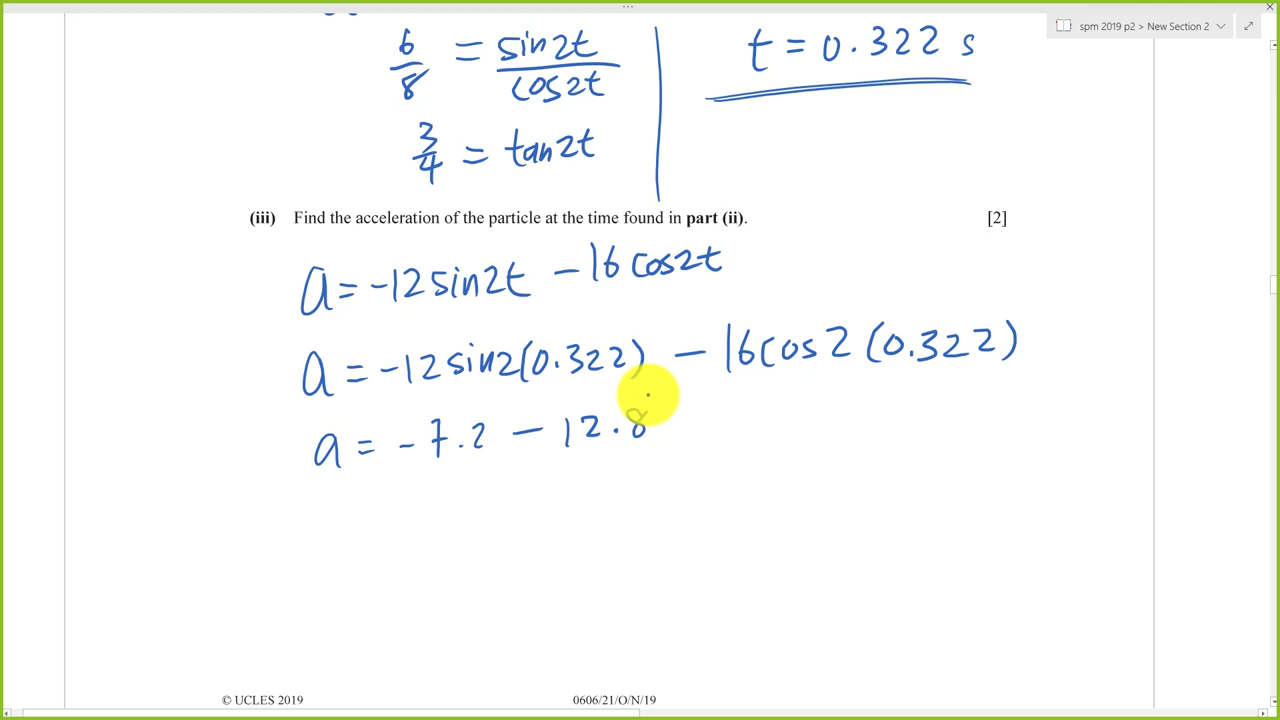 spm 2019 p2 > New Section 2
6/8 = sin2t/cos2t
t = 0.322 s
3/4 = tan2t
(iii) Find the acceleration of the particle at the time found in part (ii). [2]
a = -12sin2t - 16cos2t
a = -12sin2(0.322) - 16cos2(0.322)
a = -7.2 - 12.8
© UCLES 2019 0606/21/O/N/19